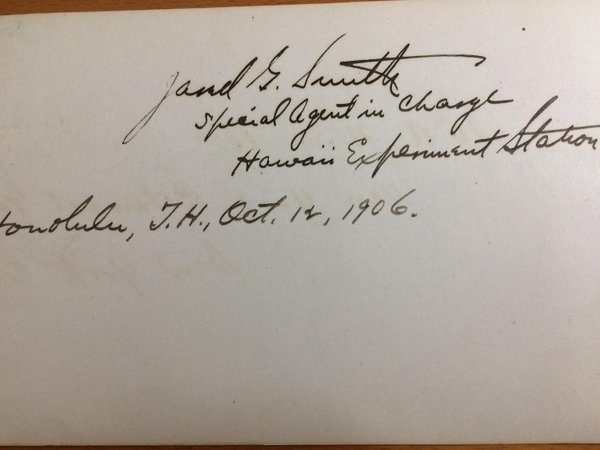 Jared G. Smith
Special Agent in Charge
Hawaii Experiment Station
Honolulu, T.H., Oct. 12, 1906.